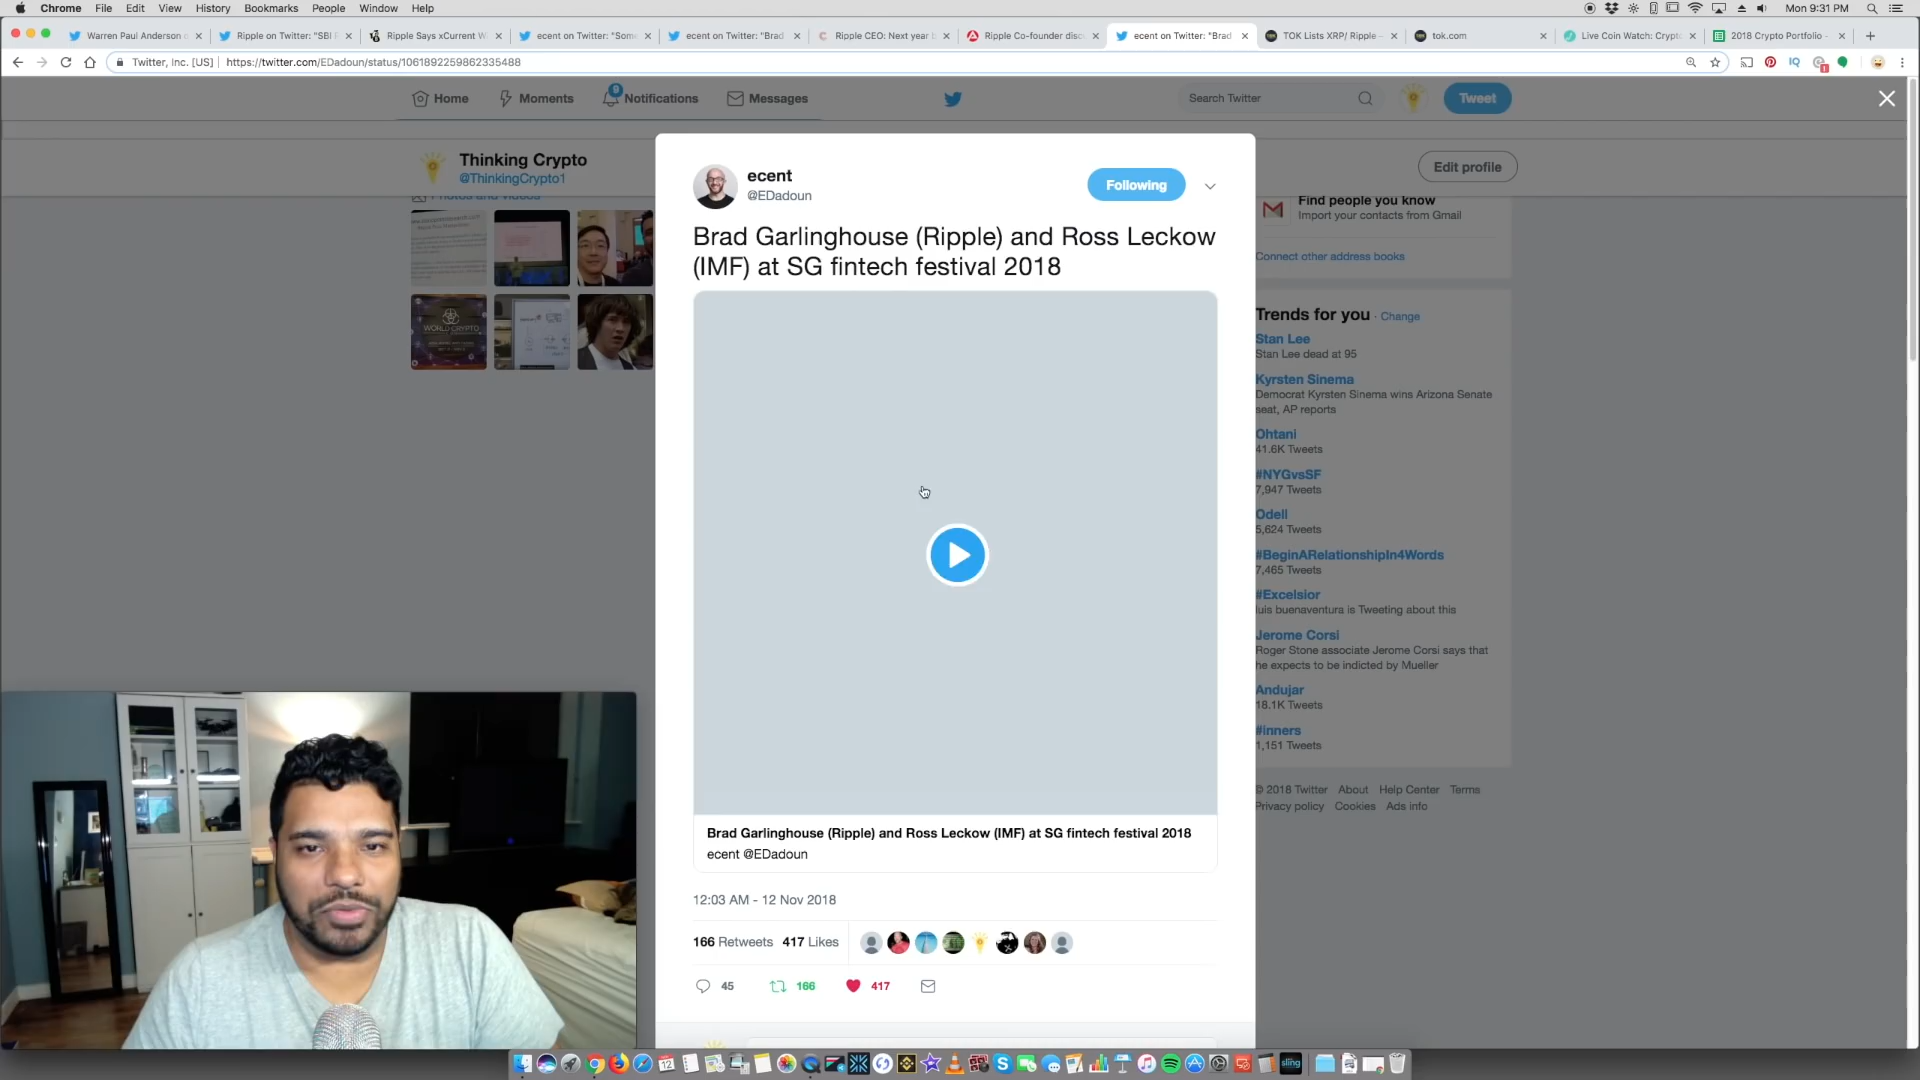 Chrome File Edit View History Bookmarks People Window Help
Mon 9:31 PM
Warren Paul Anderson
Ripple on Twitter: "SBI
Ripple Says xCurrent
ecent on Twitter: "Som
ecent on Twitter: "Brad
Ripple CEO: Next year
Ripple Co-founder disc
ecent on Twitter: "Brad
TOK Lists XRP/ Ripple –
tok.com
Live Coin Watch: Crypto
2018 Crypto Portfolio -
Twitter, Inc. [US] https://twitter.com/EDadoun/status/1061892259862335488
Home Moments 9 Notifications Messages
Search Twitter
Tweet
Thinking Crypto
@ThinkingCrypto1
Edit profile
Photos and videos
WORLD CRYPTO
ecent
@EDadoun
Following
Brad Garlinghouse (Ripple) and Ross Leckow
(IMF) at SG fintech festival 2018
Brad Garlinghouse (Ripple) and Ross Leckow (IMF) at SG fintech festival 2018
ecent @EDadoun
12:03 AM - 12 Nov 2018
166 Retweets 417 Likes
45 166 417
Find people you know
Import your contacts from Gmail
Connect other address books
Trends for you · Change
Stan Lee
Stan Lee dead at 95
Kyrsten Sinema
Democrat Kyrsten Sinema wins Arizona Senate
seat, AP reports
Ohtani
41.6K Tweets
#NYGvsSF
7,947 Tweets
Odell
5,624 Tweets
#BeginARelationshipIn4Words
7,465 Tweets
#Excelsior
luis buenaventura is Tweeting about this
Jerome Corsi
Roger Stone associate Jerome Corsi says that
he expects to be indicted by Mueller
Andujar
18.1K Tweets
#inners
1,151 Tweets
© 2018 Twitter About Help Center Terms
Privacy policy Cookies Ads info
12
sling